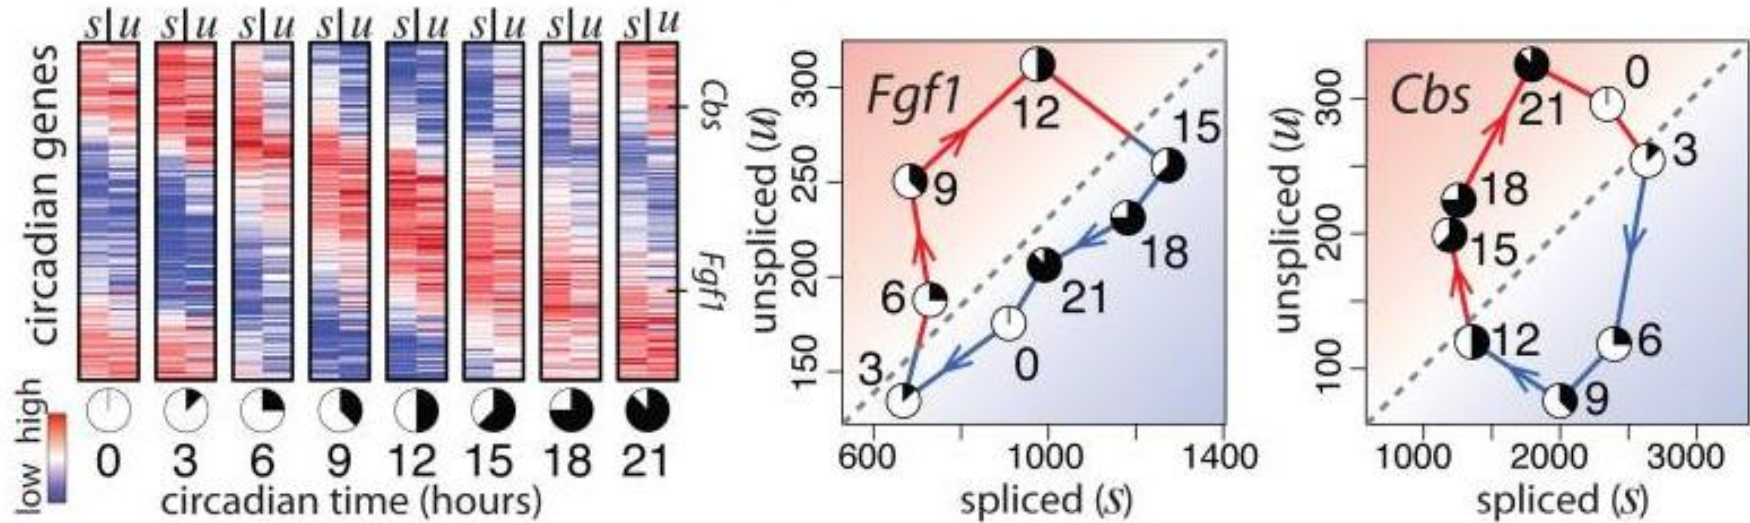 s|u s|u s|u s|u s|u s|u s|u s|u
circadian genes
Cbs
Fgf1
low high
0 3 6 9 12 15 18 21
circadian time (hours)
Fgf1
unspliced (u)
300
250
200
150
12
15
9
18
6
21
3
0
600 1000 1400
spliced (s)
Cbs
unspliced (u)
300
200
100
0
21
3
18
15
12
6
9
1000 2000 3000
spliced (s)